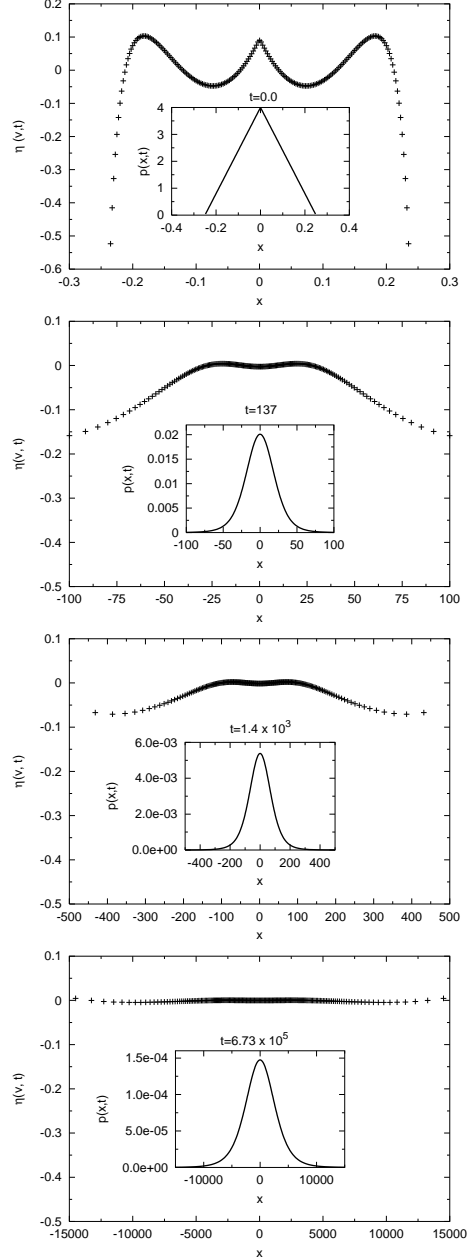 0.2
0.1
0
-0.1
-0.2
-0.3
-0.4
-0.5
-0.6
η (v,t)
-0.3 -0.2 -0.1 0 0.1 0.2 0.3
x
t=0.0
4
3
2
1
0
p(x,t)
-0.4 -0.2 0 0.2 0.4
x
0.1
0
-0.1
-0.2
-0.3
-0.4
-0.5
η(v, t)
-100 -75 -50 -25 0 25 50 75 100
x
t=137
0.02
0.015
0.01
0.005
0
p(x,t)
-100 -50 0 50 100
x
0.1
0
-0.1
-0.2
-0.3
-0.4
-0.5
η(v, t)
-500 -400 -300 -200 -100 0 100 200 300 400 500
x
t=1.4 x 10³
6.0e-03
4.0e-03
2.0e-03
0.0e+00
p(x,t)
-400 -200 0 200 400
x
0.1
0
-0.1
-0.2
-0.3
-0.4
-0.5
η(v, t)
-15000 -10000 -5000 0 5000 10000 15000
x
t=6.73 x 10⁵
1.5e-04
1.0e-04
5.0e-05
0.0e+00
p(x,t)
-10000 0 10000
x